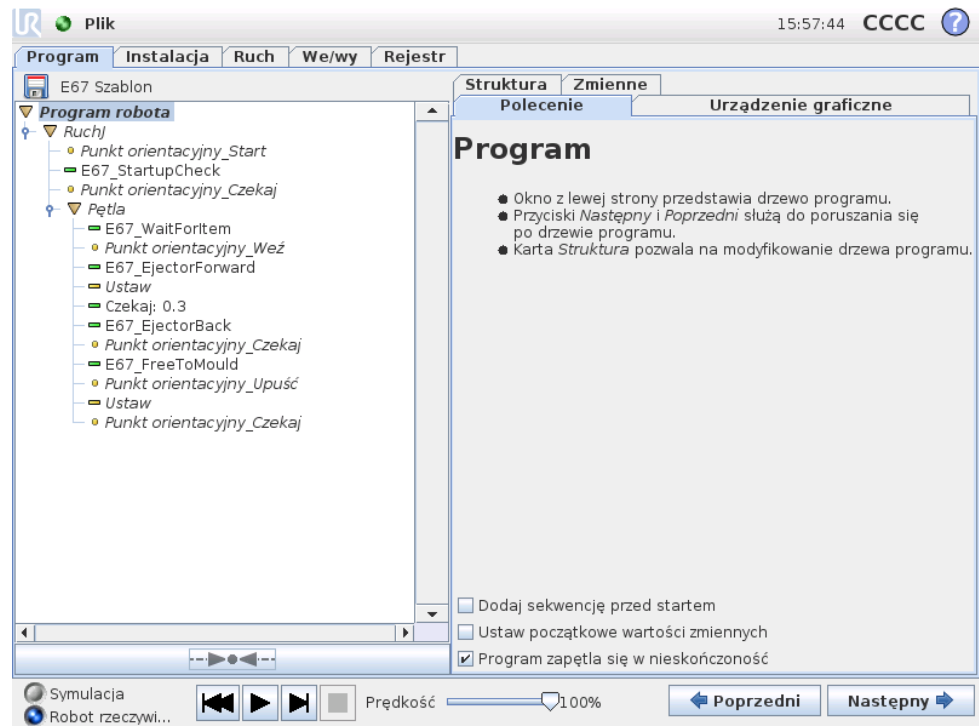 UR Plik 15:57:44 CCCC ?
Program Instalacja Ruch We/wy Rejestr
E67 Szablon
Program robota
RuchJ
Punkt orientacyjny_Start
E67_StartupCheck
Punkt orientacyjny_Czekaj
Pętla
E67_WaitForItem
Punkt orientacyjny_Weź
E67_EjectorForward
Ustaw
Czekaj: 0.3
E67_EjectorBack
Punkt orientacyjny_Czekaj
E67_FreeToMould
Punkt orientacyjny_Upuść
Ustaw
Punkt orientacyjny_Czekaj
Struktura Zmienne
Polecenie Urządzenie graficzne
Program
Okno z lewej strony przedstawia drzewo programu.
Przyciski Następny i Poprzedni służą do poruszania się
po drzewie programu.
Karta Struktura pozwala na modyfikowanie drzewa programu.
Dodaj sekwencję przed startem
Ustaw początkowe wartości zmiennych
Program zapętla się w nieskończoność
Symulacja
Robot rzeczywi...
Prędkość 100%
Poprzedni Następny